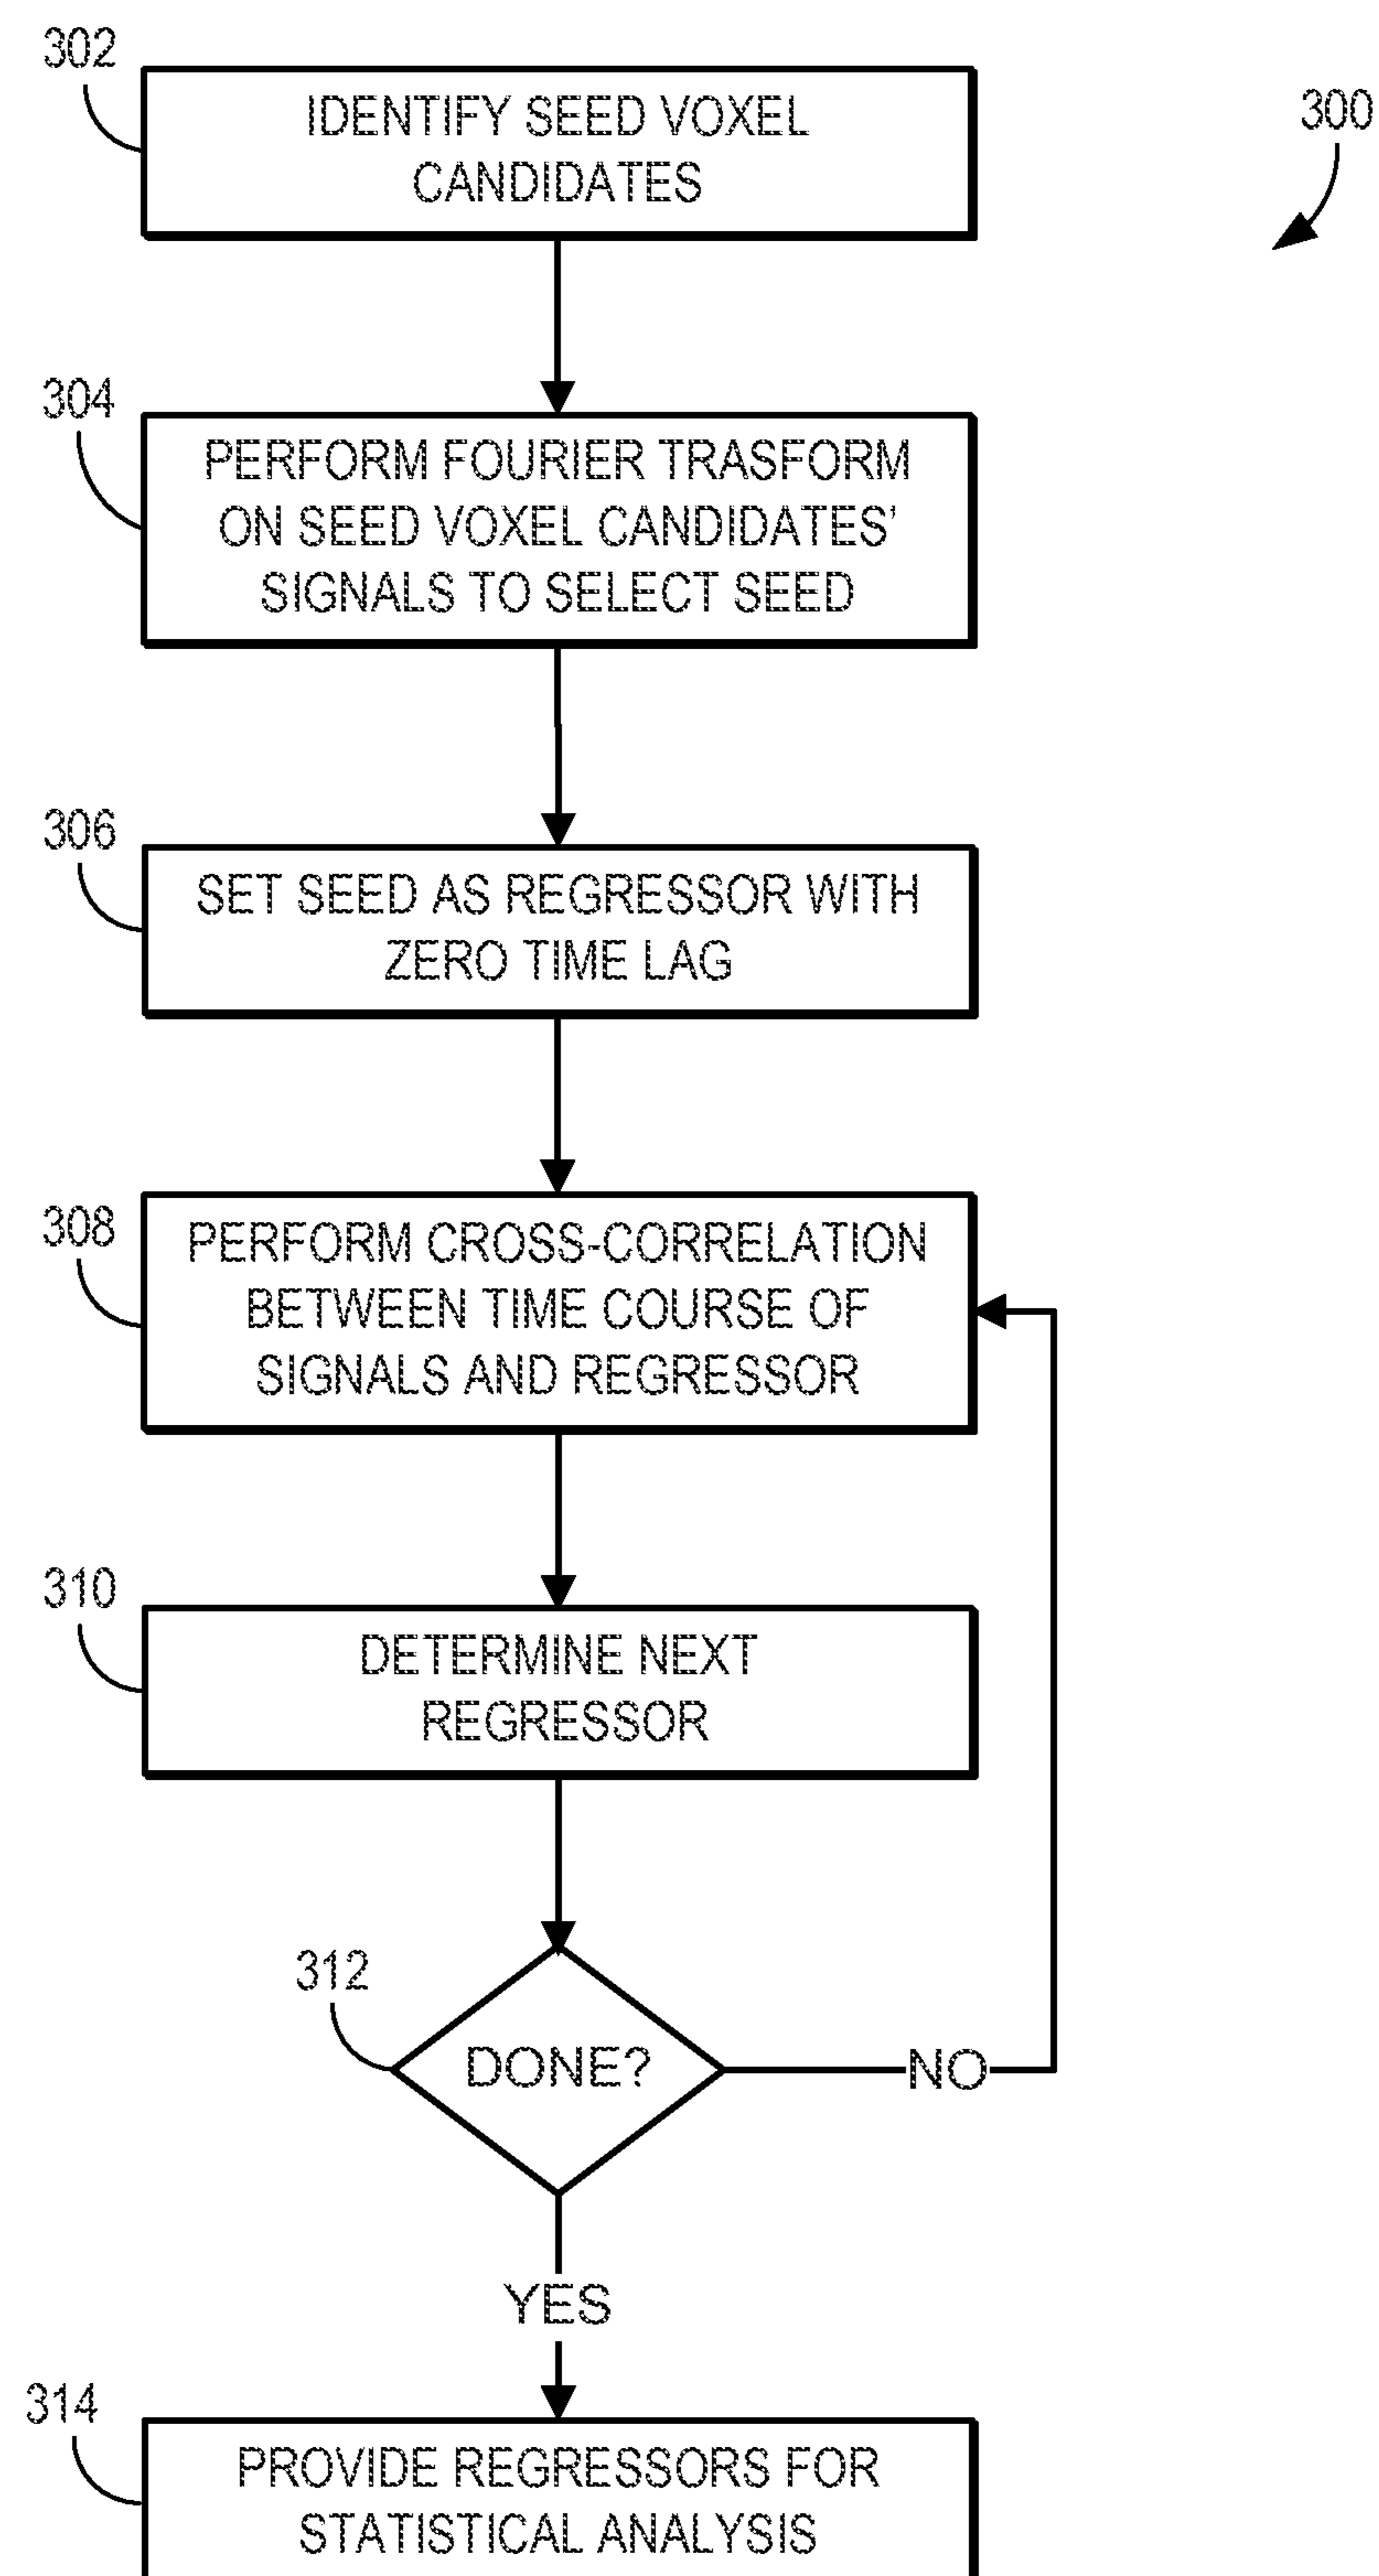 302
IDENTIFY SEED VOXEL
CANDIDATES
300
304
PERFORM FOURIER TRASFORM
ON SEED VOXEL CANDIDATES'
SIGNALS TO SELECT SEED
306
SET SEED AS REGRESSOR WITH
ZERO TIME LAG
308
PERFORM CROSS-CORRELATION
BETWEEN TIME COURSE OF
SIGNALS AND REGRESSOR
310
DETERMINE NEXT
REGRESSOR
312
DONE?
NO
YES
314
PROVIDE REGRESSORS FOR
STATISTICAL ANALYSIS